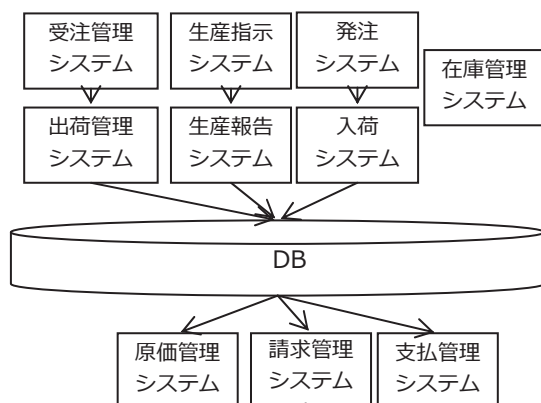 受注管理
システム
生産指示
システム
発注
システム
在庫管理
システム
出荷管理
システム
生産報告
システム
入荷
システム
DB
原価管理
システム
請求管理
システム
支払管理
システム